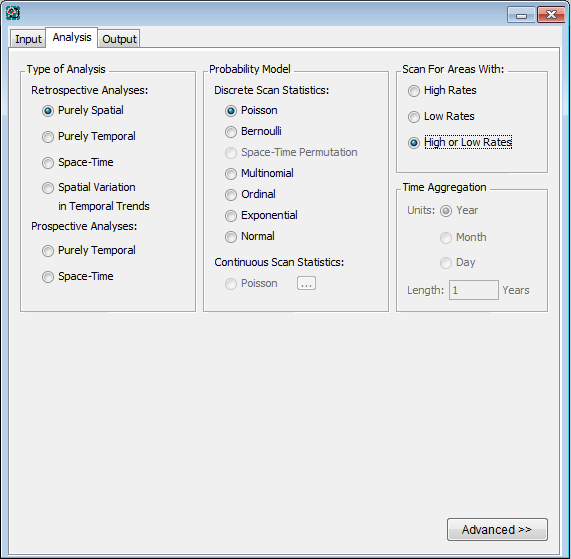 Input Analysis Output
Type of Analysis
Retrospective Analyses:
Purely Spatial
Purely Temporal
Space-Time
Spatial Variation
in Temporal Trends
Prospective Analyses:
Purely Temporal
Space-Time
Probability Model
Discrete Scan Statistics:
Poisson
Bernoulli
Space-Time Permutation
Multinomial
Ordinal
Exponential
Normal
Continuous Scan Statistics:
Poisson ...
Scan For Areas With:
High Rates
Low Rates
High or Low Rates
Time Aggregation
Units: Year
Month
Day
Length: 1 Years
Advanced >>